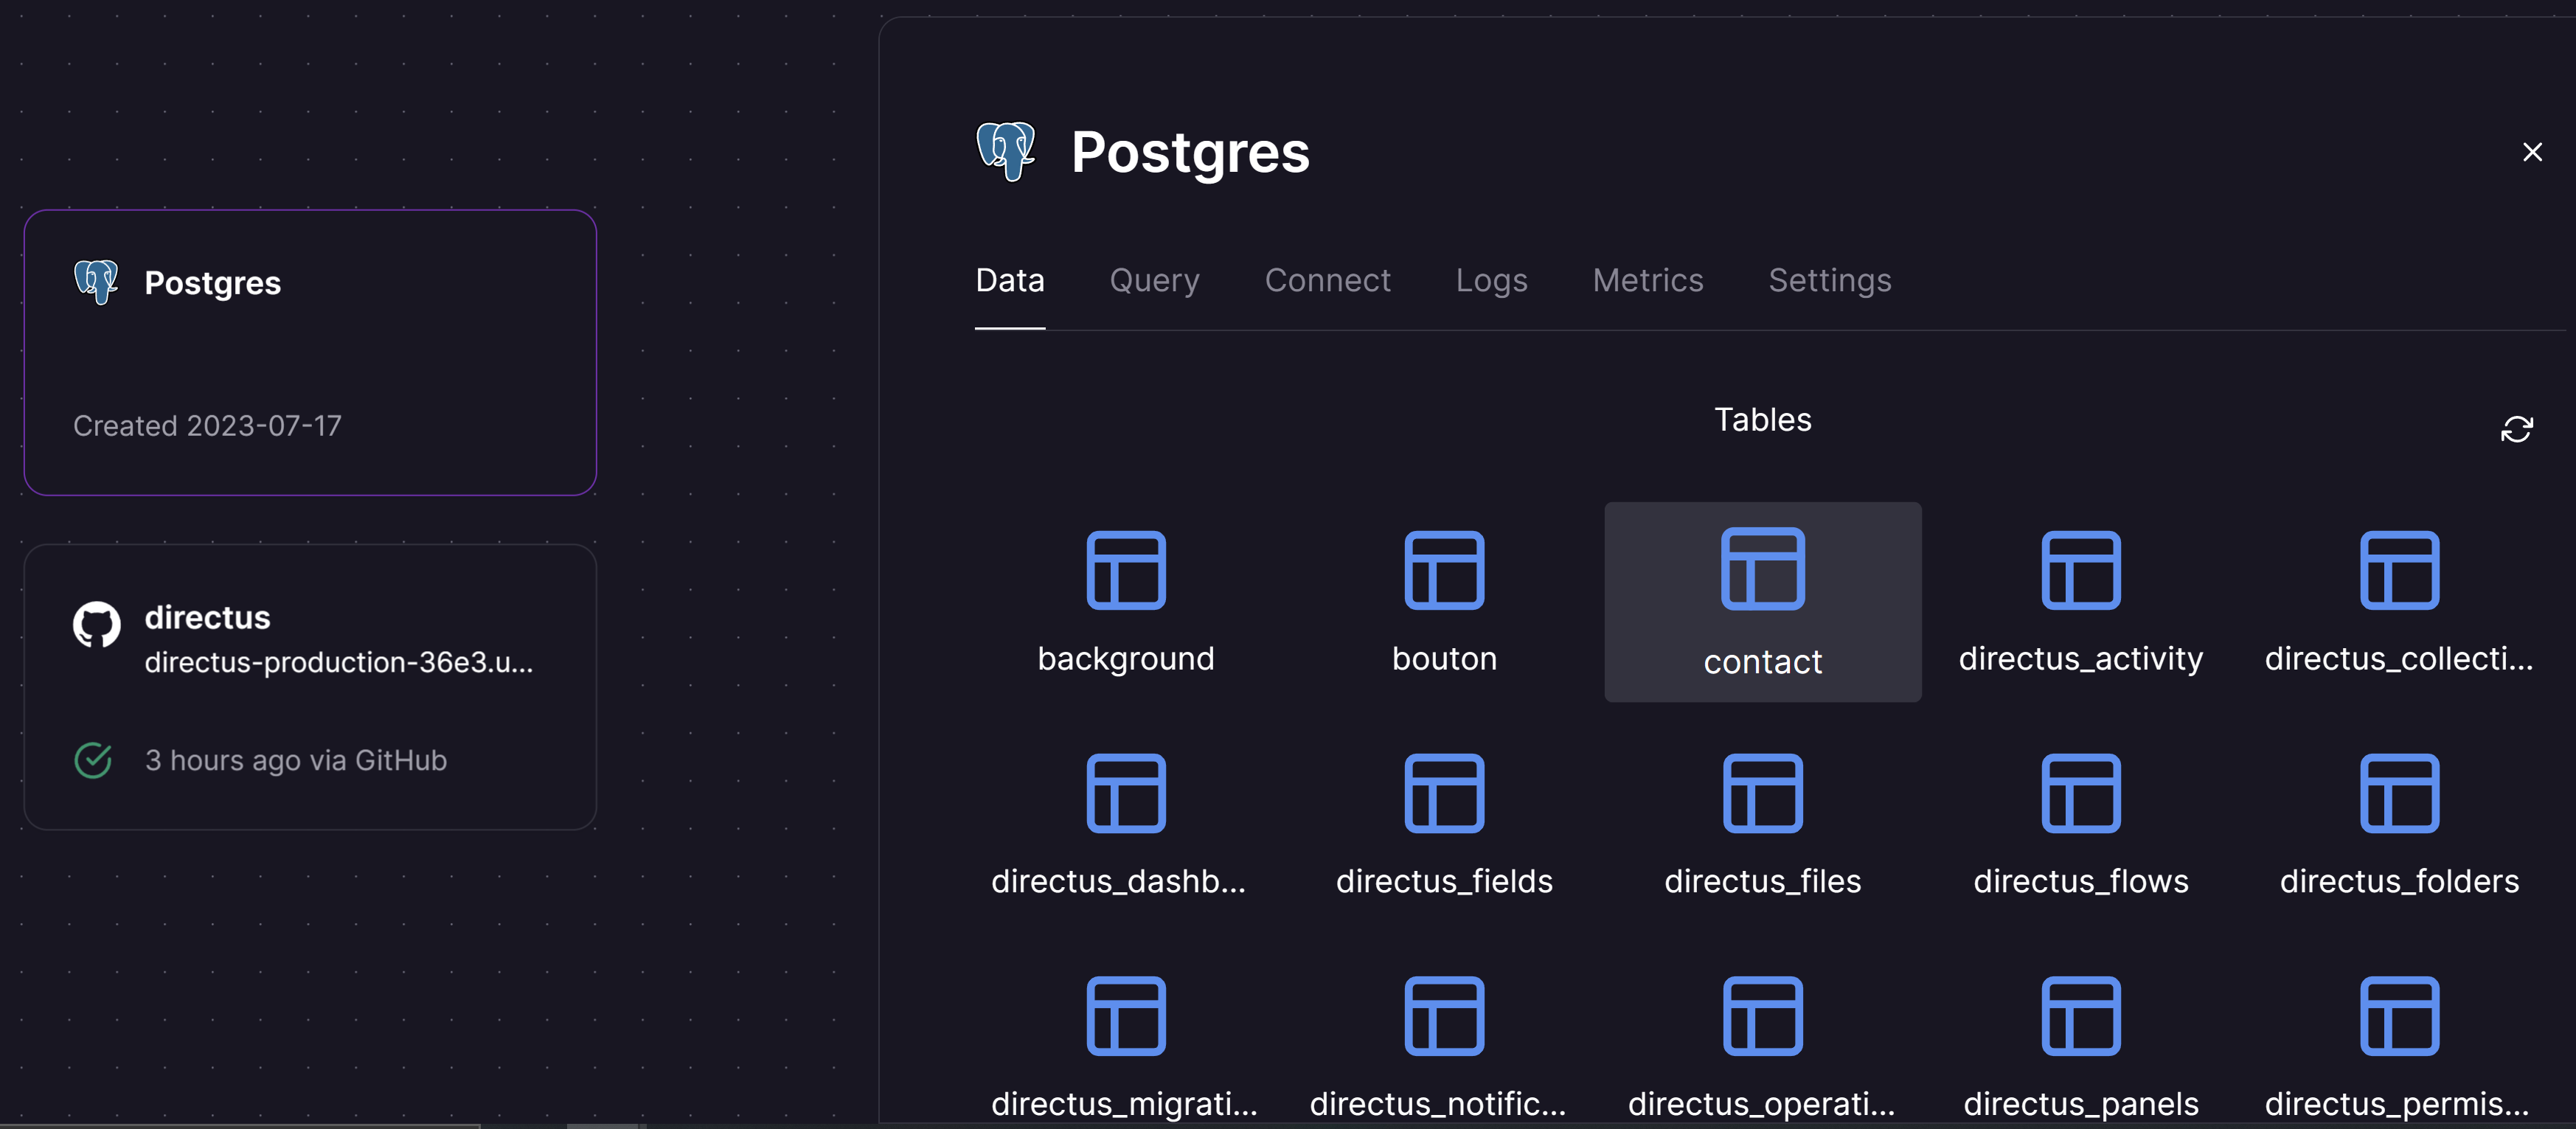 Postgres
Created 2023-07-17
directus
directus-production-36e3.u...
3 hours ago via GitHub
Postgres
Data Query Connect Logs Metrics Settings
Tables
background bouton contact directus_activity directus_collecti...
directus_dashb... directus_fields directus_files directus_flows directus_folders
directus_migrati... directus_notific... directus_operati... directus_panels directus_permis...